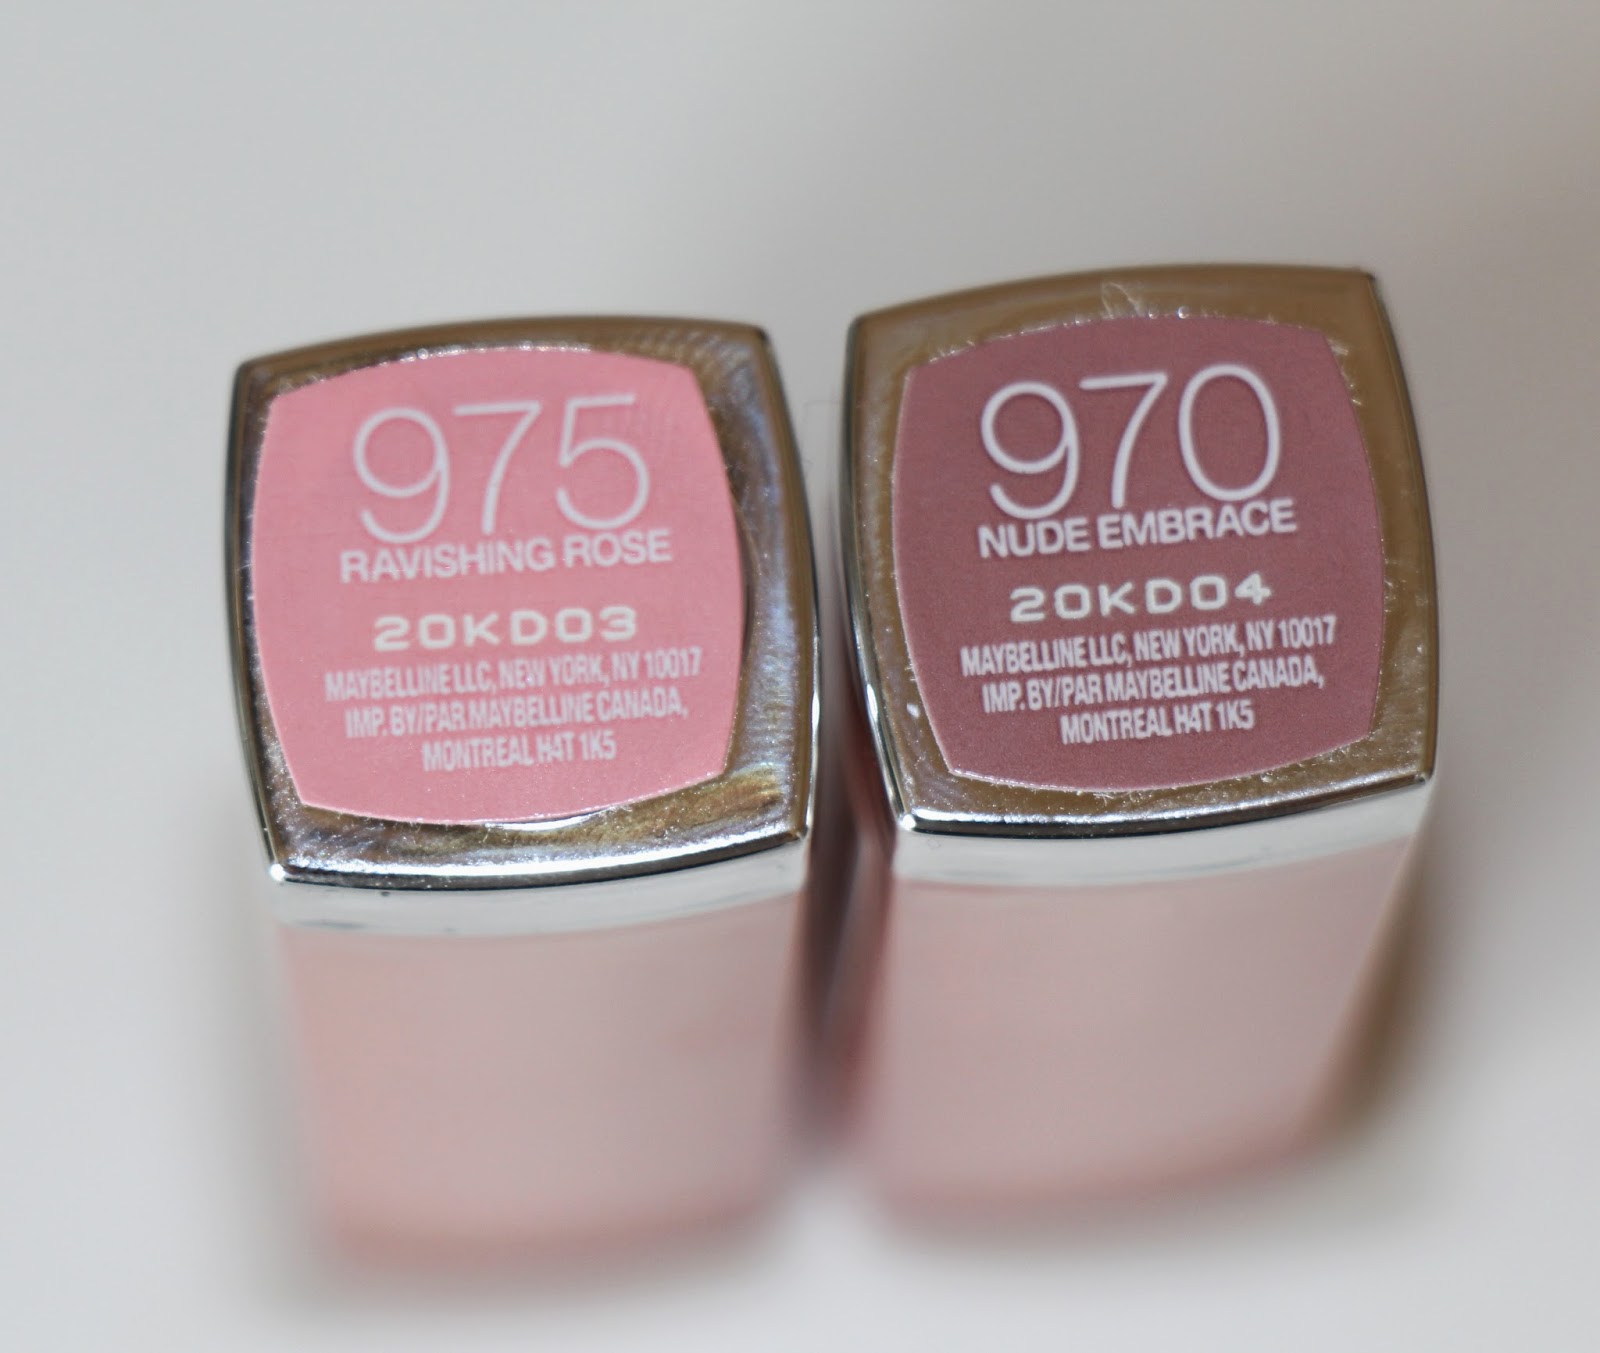 975
RAVISHING ROSE
20KD03
MAYBELLINE LLC, NEW YORK, NY 10017
IMP. BY/PAR MAYBELLINE CANADA,
MONTREAL H4T 1K5
970
NUDE EMBRACE
20KD04
MAYBELLINE LLC, NEW YORK, NY 10017
IMP. BY/PAR MAYBELLINE CANADA,
MONTREAL H4T 1K5